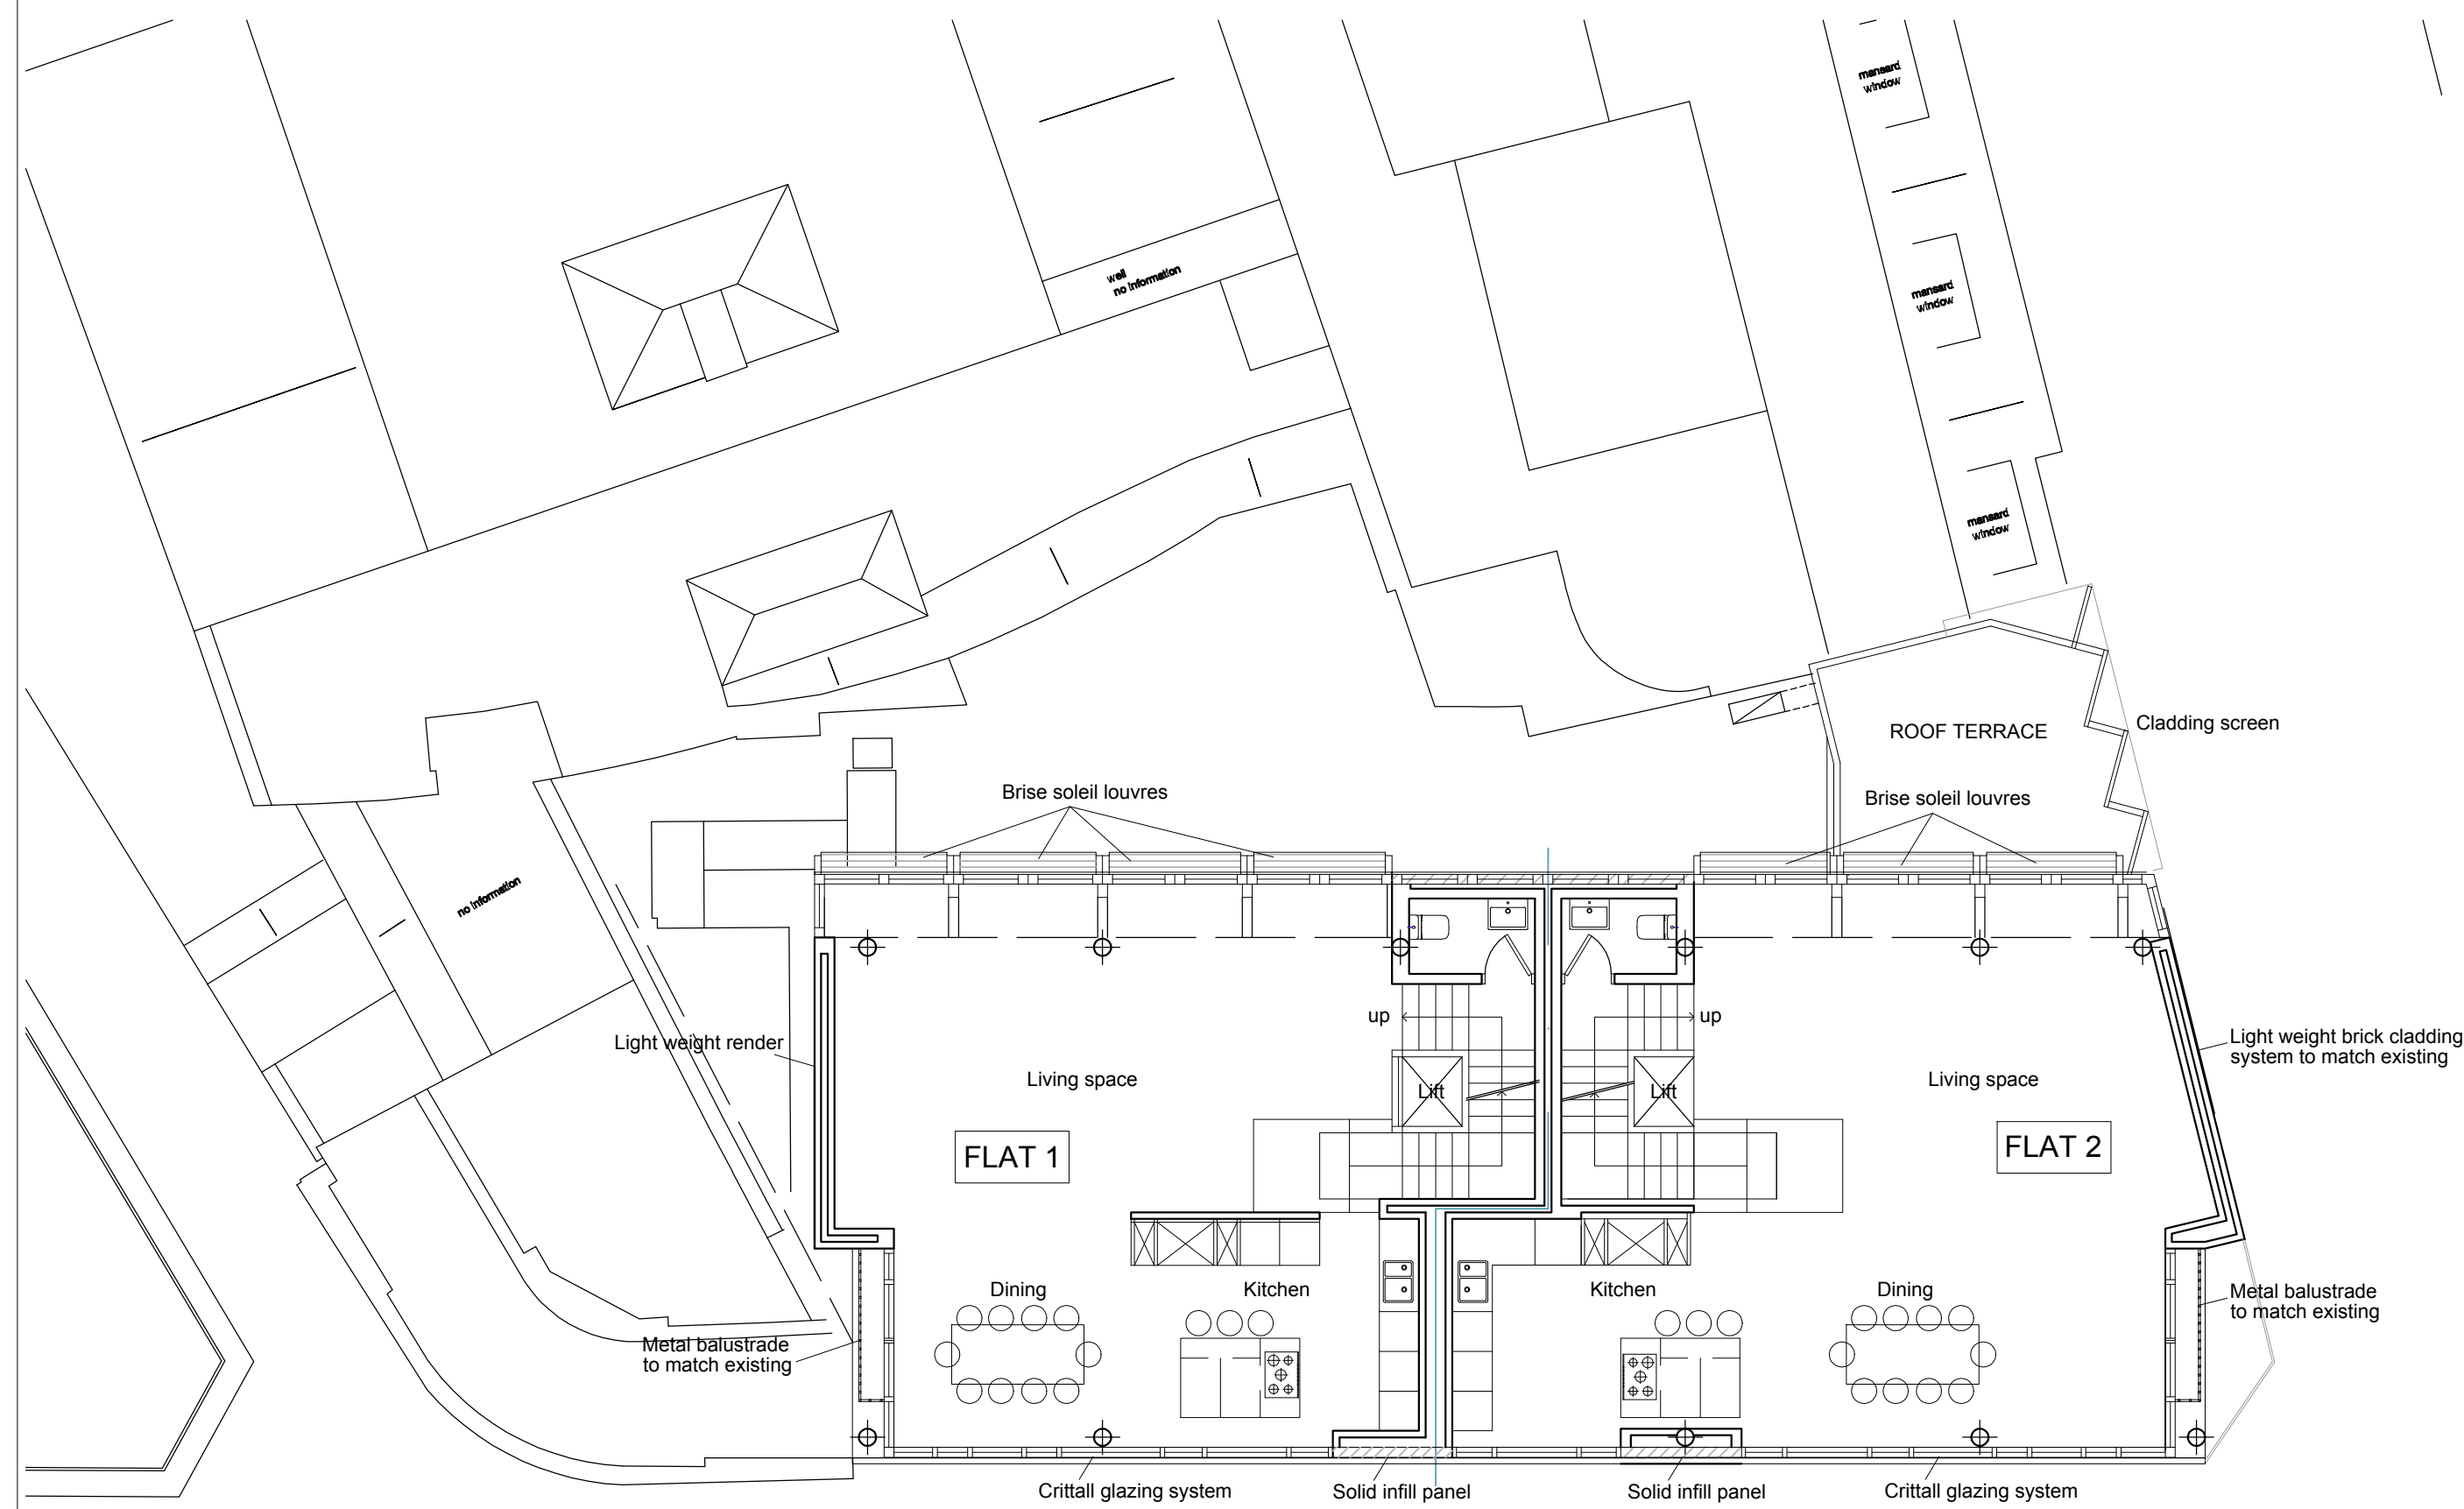 mansard
window
well
no information
mansard
window
mansard
window
ROOF TERRACE
Cladding screen
Brise soleil louvres
Brise soleil louvres
no information
up
up
Light weight render
Light weight brick cladding
system to match existing
Living space
Lift
Lift
Living space
FLAT 1
FLAT 2
Dining
Kitchen
Kitchen
Dining
Metal balustrade
to match existing
Metal balustrade
to match existing
Crittall glazing system
Solid infill panel
Solid infill panel
Crittall glazing system